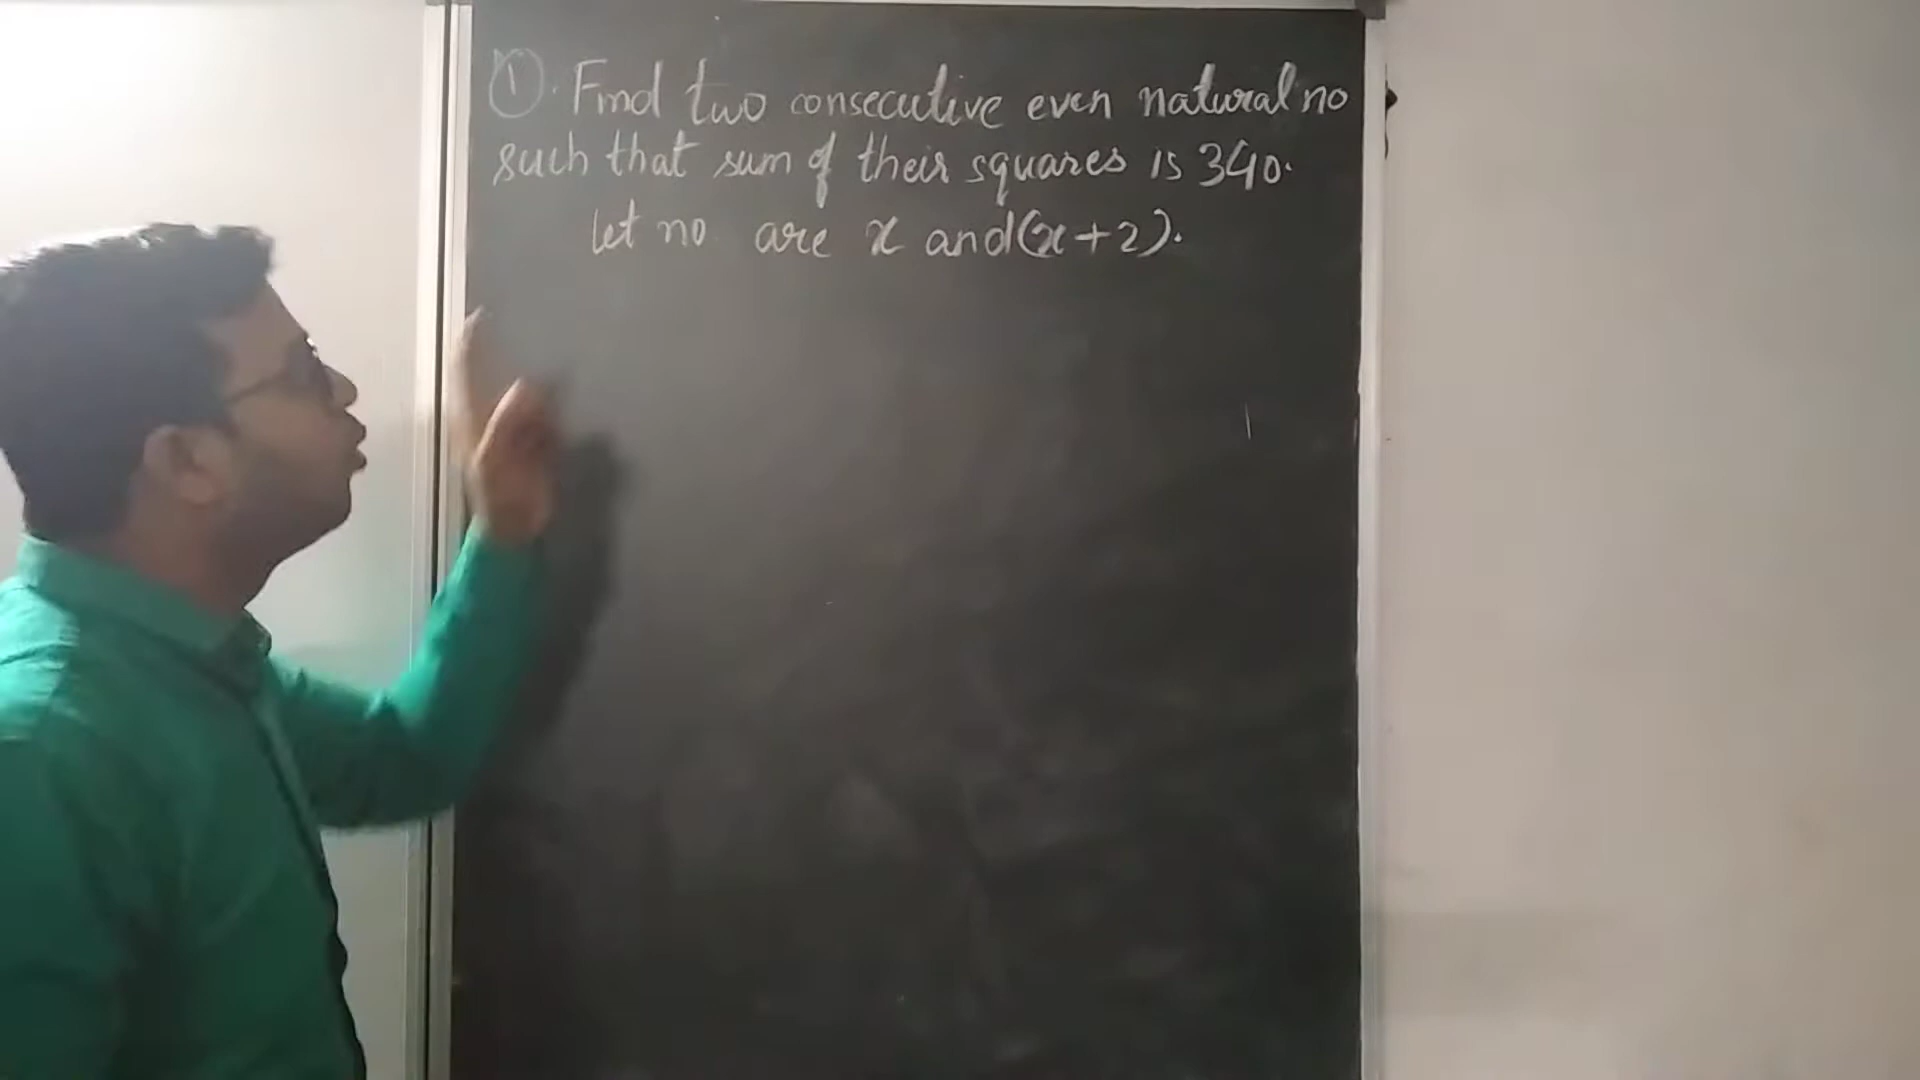 ① Find two consecutive even natural no
such that sum of their squares is 340.
let no are x and (x+2).